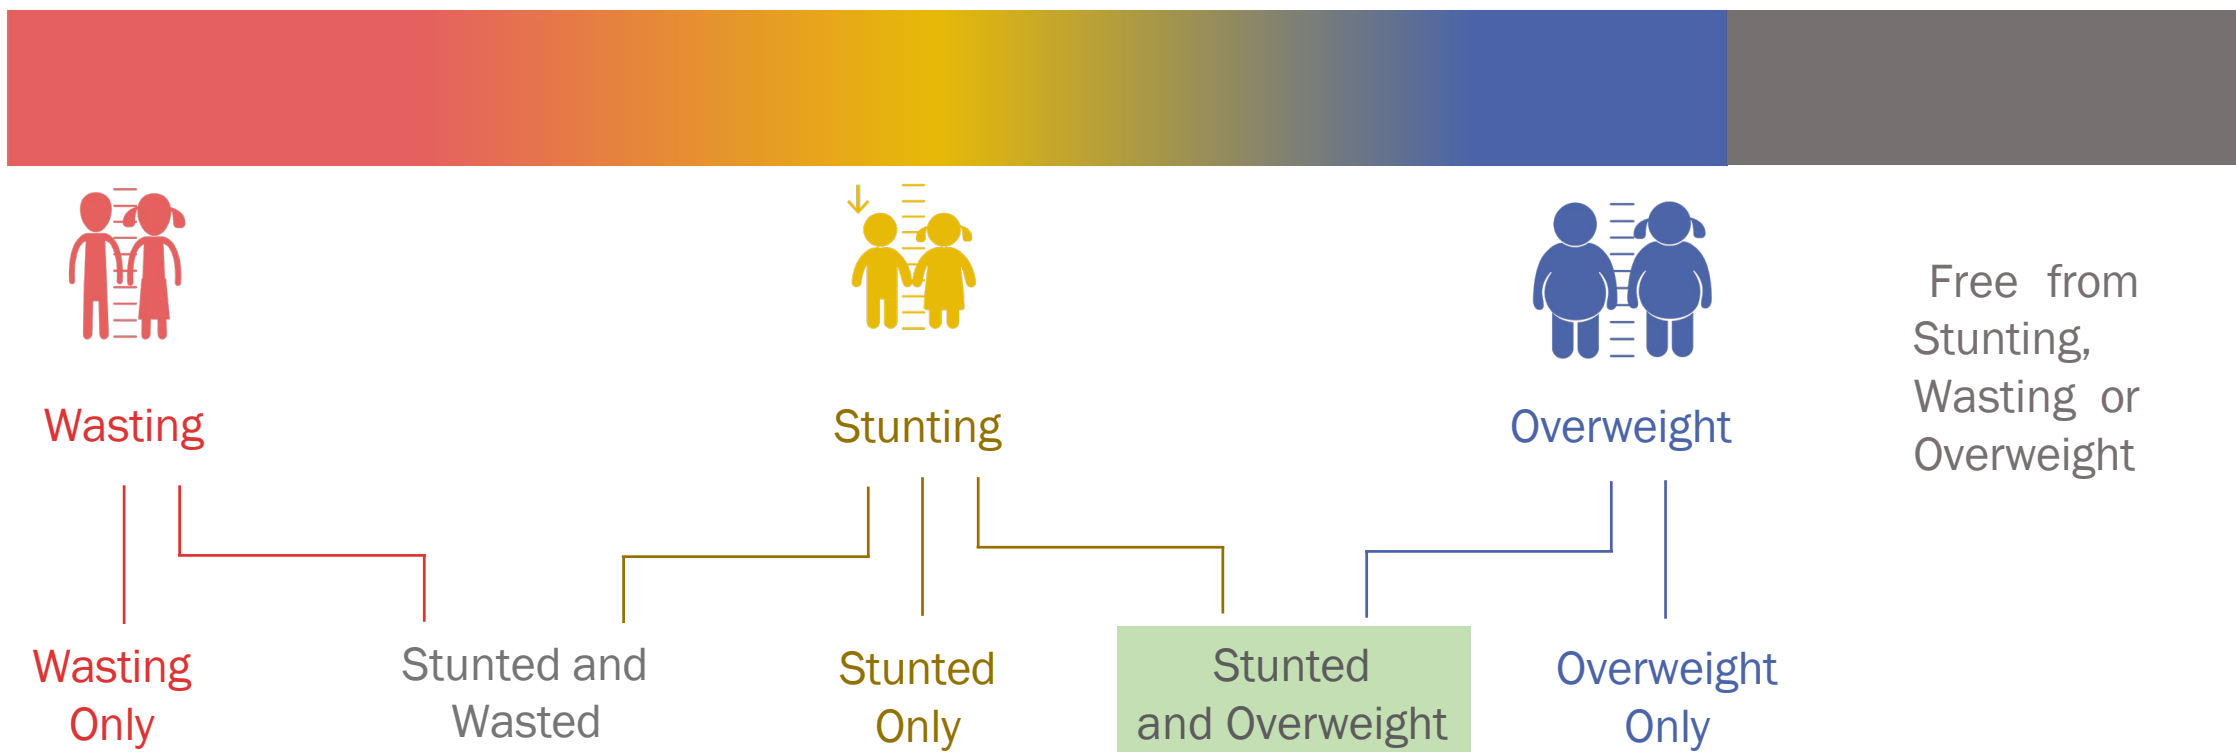 Wasting
Stunting
Overweight
Free from
Stunting,
Wasting or
Overweight
Wasting
Only
Stunted and
Wasted
Stunted
Only
Stunted
and Overweight
Overweight
Only